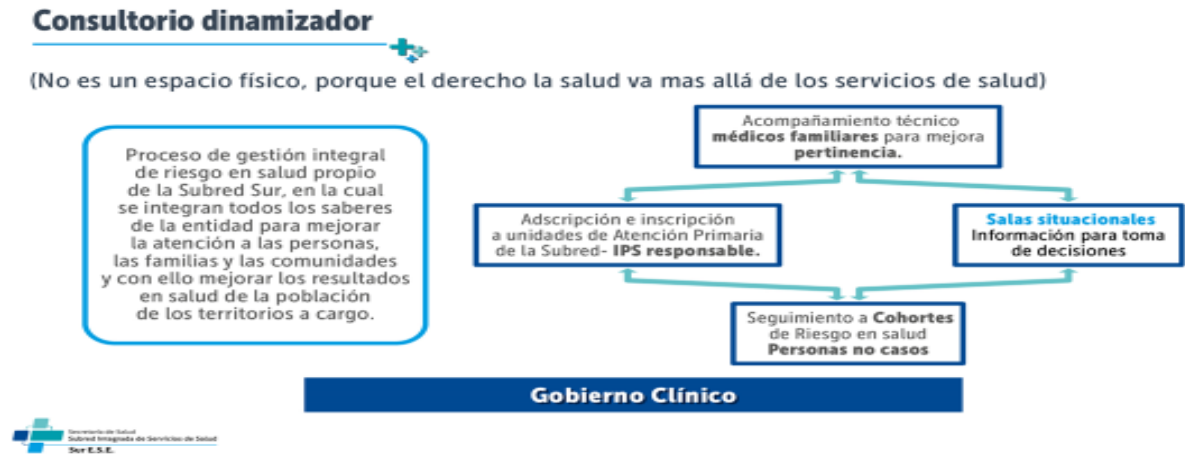 Consultorio dinamizador
(No es un espacio físico, porque el derecho la salud va mas allá de los servicios de salud)
Proceso de gestión integral
de riesgo en salud propio
de la Subred Sur, en la cual
se integran todos los saberes
de la entidad para mejorar
la atención a las personas,
las familias y las comunidades
y con ello mejorar los resultados
en salud de la población
de los territorios a cargo.
Acompañamiento técnico
médicos familiares para mejora
pertinencia.
Adscripción e inscripción
a unidades de Atención Primaria
de la Subred- IPS responsable.
Salas situacionales
Información para toma
de decisiones
Seguimiento a Cohortes
de Riesgo en salud
Personas no casos
Gobierno Clínico
Secretaría de Salud
Subred Integrada de Servicios de Salud
Sur E.S.E.